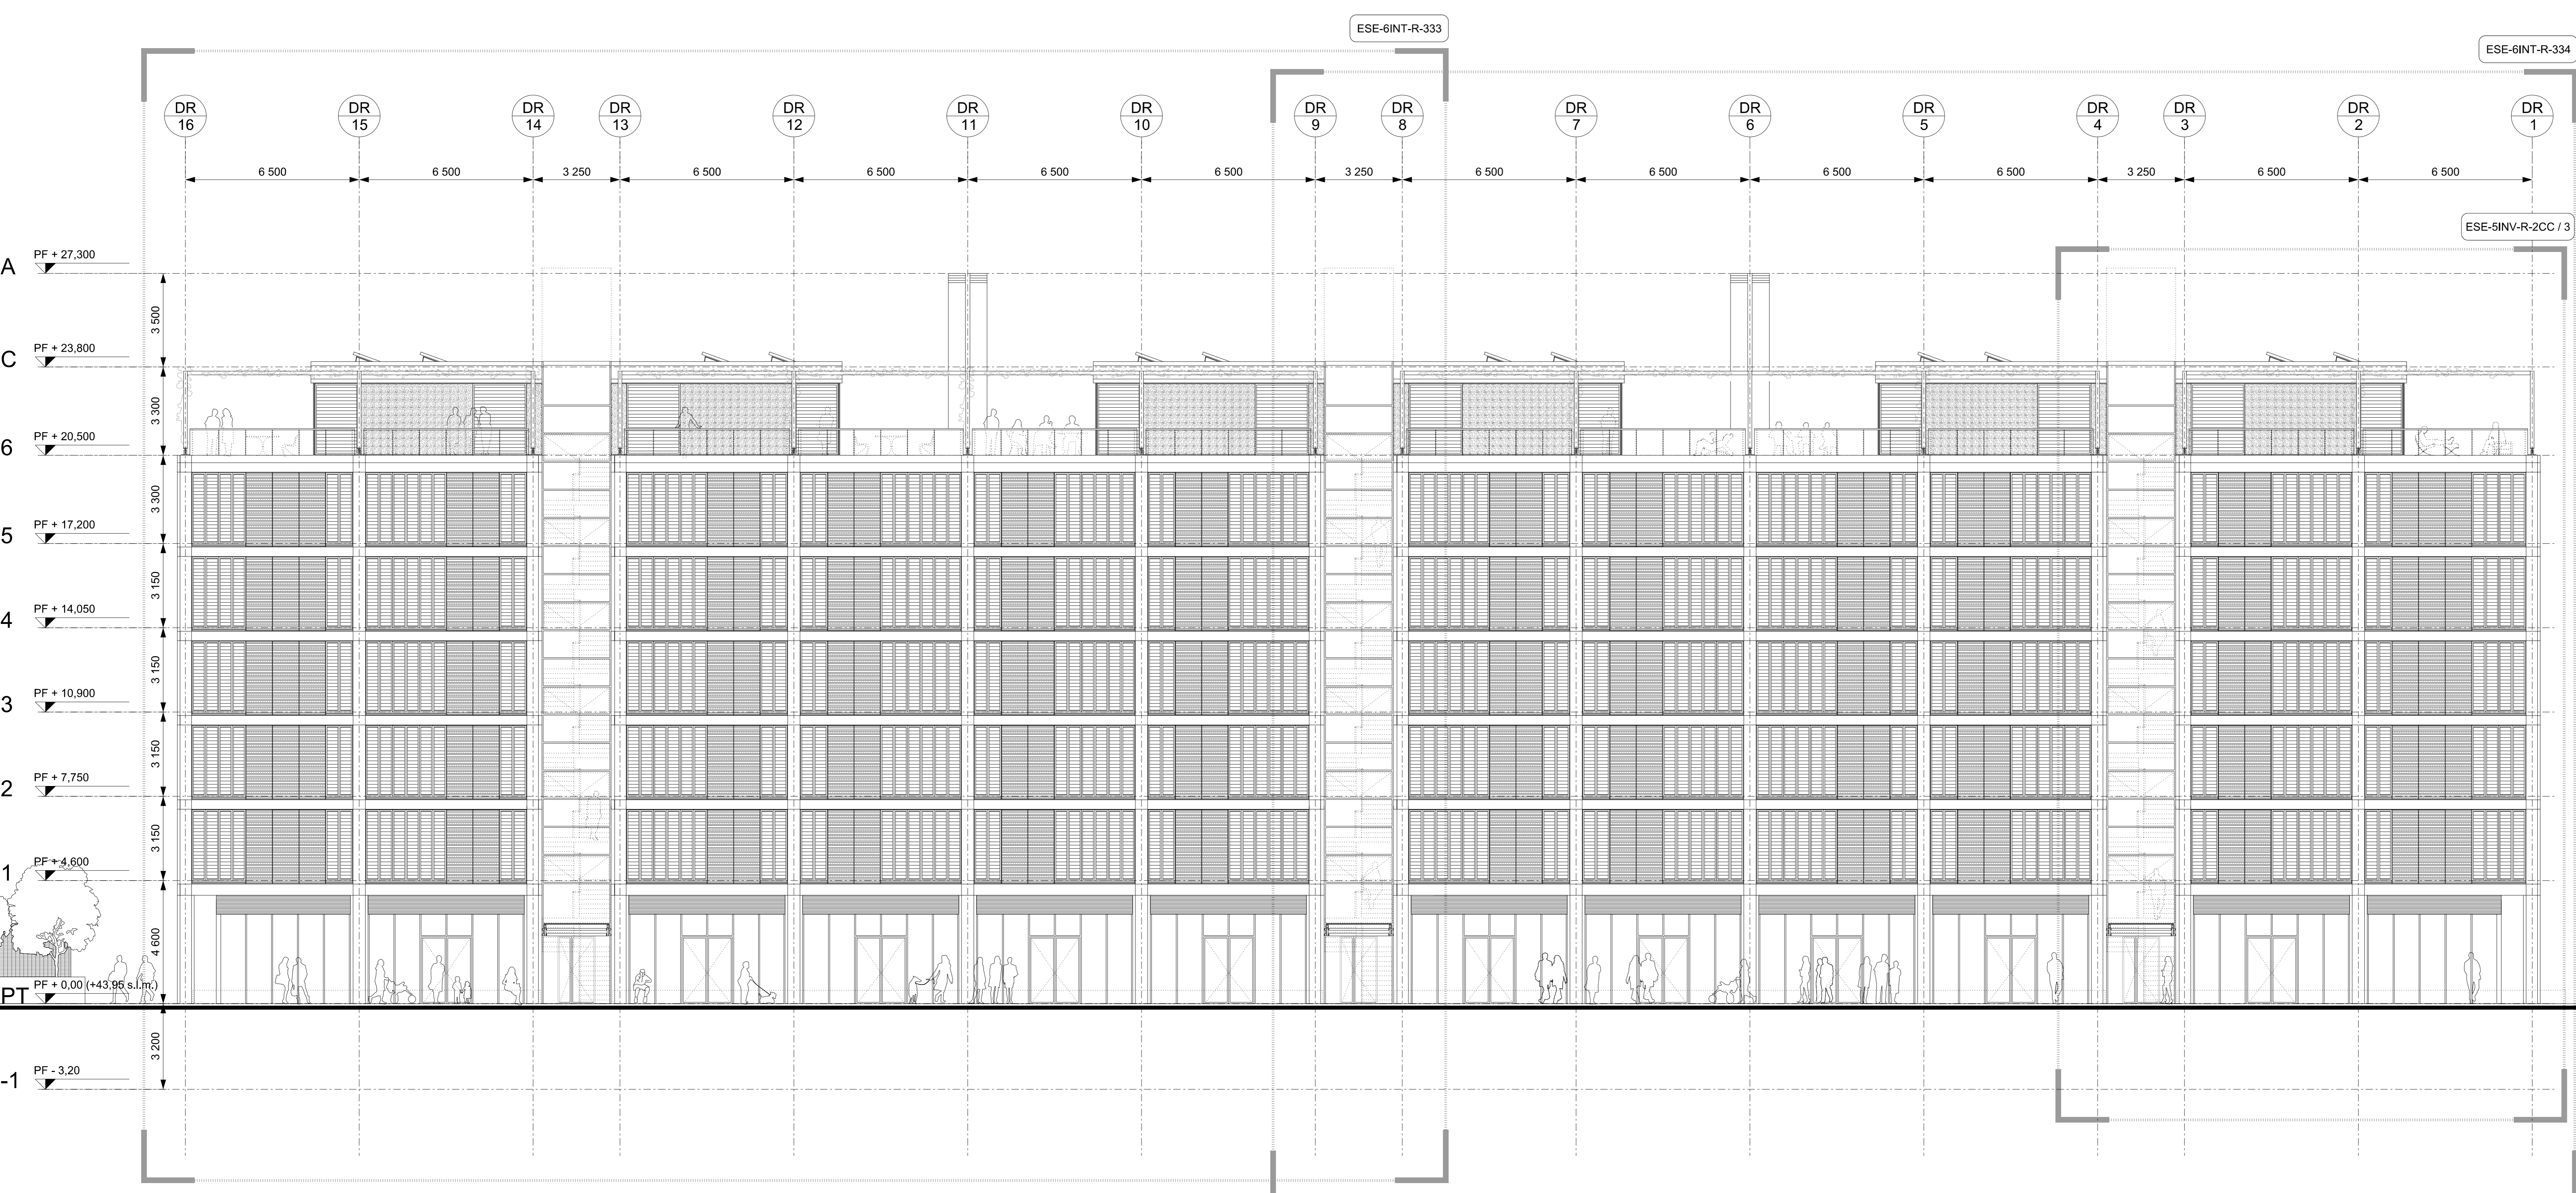 ESE-6INT-R-333
ESE-6INT-R-334
DR 16
DR 15
DR 14
DR 13
DR 12
DR 11
DR 10
DR 9
DR 8
DR 7
DR 6
DR 5
DR 4
DR 3
DR 2
DR 1
6 500
6 500
3 250
6 500
6 500
6 500
6 500
3 250
6 500
6 500
6 500
6 500
3 250
6 500
6 500
ESE-5INV-R-2CC / 3
A PF + 27,300
3 500
C PF + 23,800
3 300
6 PF + 20,500
3 300
5 PF + 17,200
3 150
4 PF + 14,050
3 150
3 PF + 10,900
3 150
2 PF + 7,750
3 150
1 PF + 4,600
4 600
PT PF + 0,00 (+43,95 s.l.m.)
3 200
-1 PF - 3,20